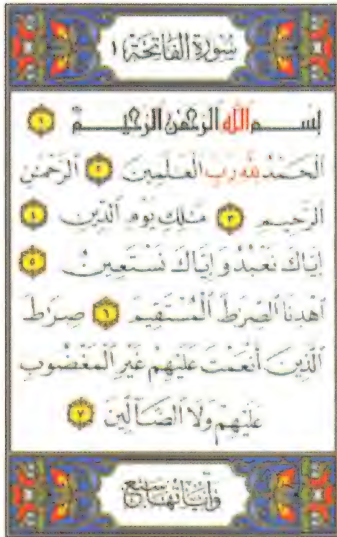 سورة الفاتحة ١
بسم الله الرحمن الرحيم ١
الحمد لله رب العلمين ٢ الرحمن
الرحيم ٣ ملك يوم الدين ٤
إياك نعبد وإياك نستعين ٥
اهدنا الصرط المستقيم ٦ صرط
الذين أنعمت عليهم غير المغضوب
عليهم ولا الضالين ٧
وآياتها سبع